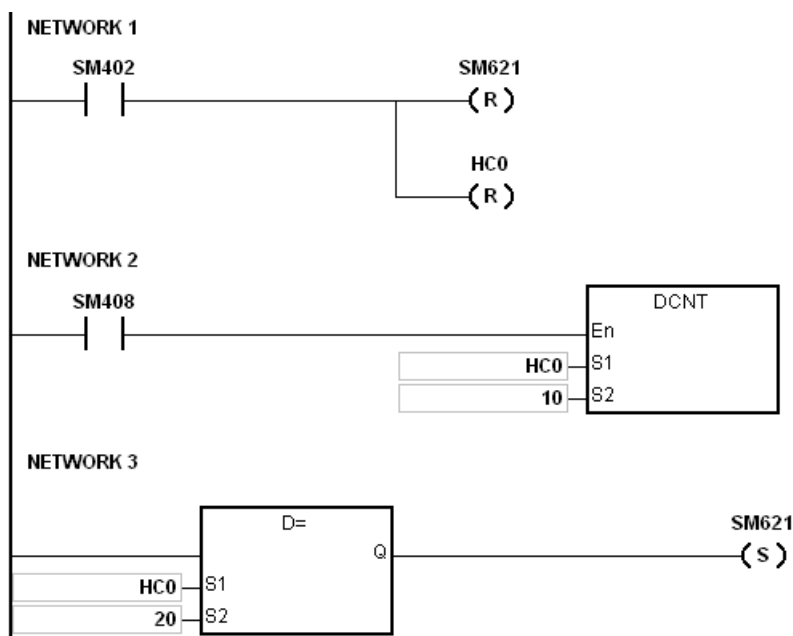 NETWORK 1
SM402 SM621
( R )
HC0
( R )
NETWORK 2
SM408
DCNT
En
HC0 S1
10 S2
NETWORK 3
D=
SM621
Q
( S )
HC0 S1
20 S2